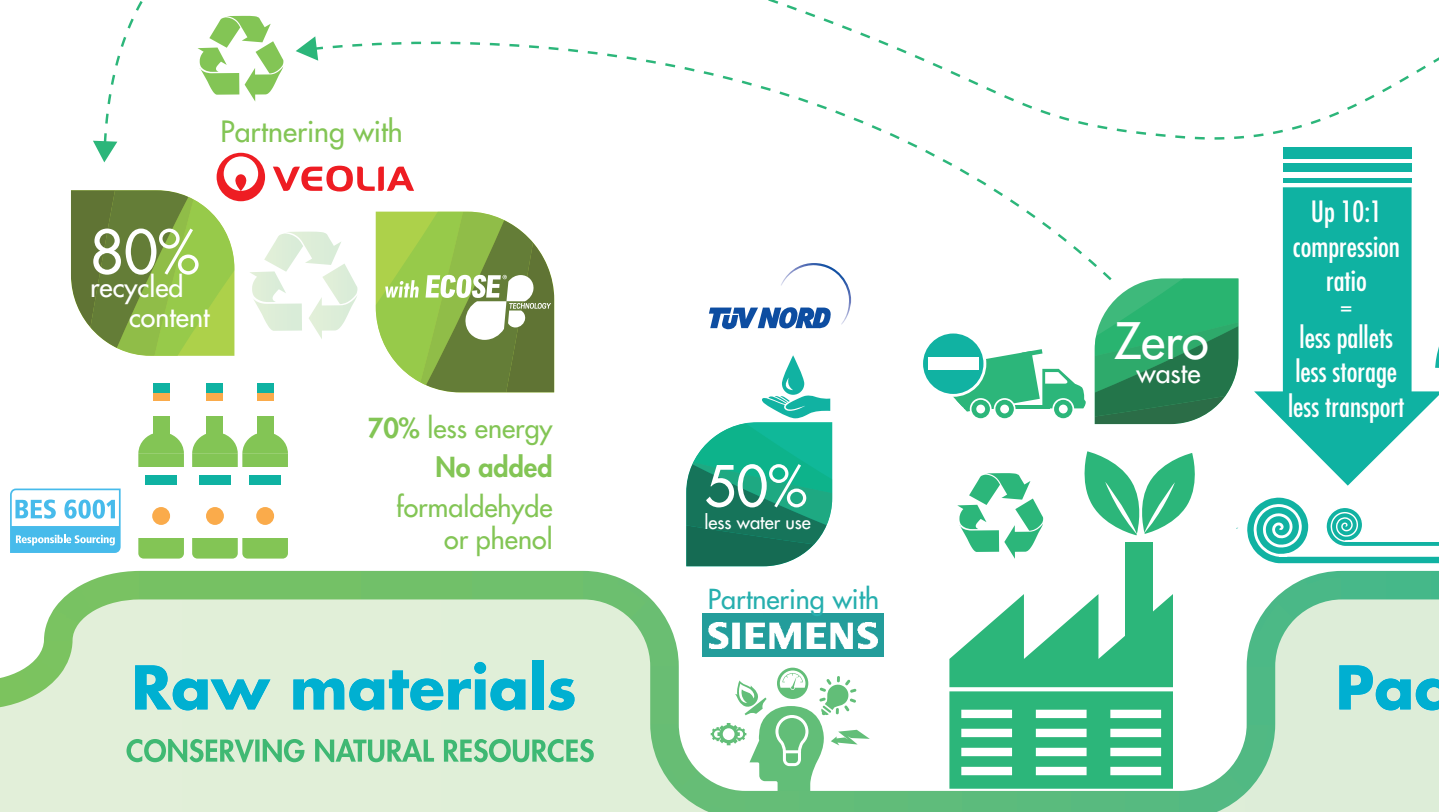 Partnering with
VEOLIA
80%
recycled
content
with ECOSE®
TECHNOLOGY
70% less energy
No added
formaldehyde
or phenol
BES 6001
Responsible Sourcing
Raw materials
CONSERVING NATURAL RESOURCES
TÜV NORD
50%
less water use
Partnering with
SIEMENS
Zero
waste
Up 10:1
compression
ratio
=
less pallets
less storage
less transport
Pac